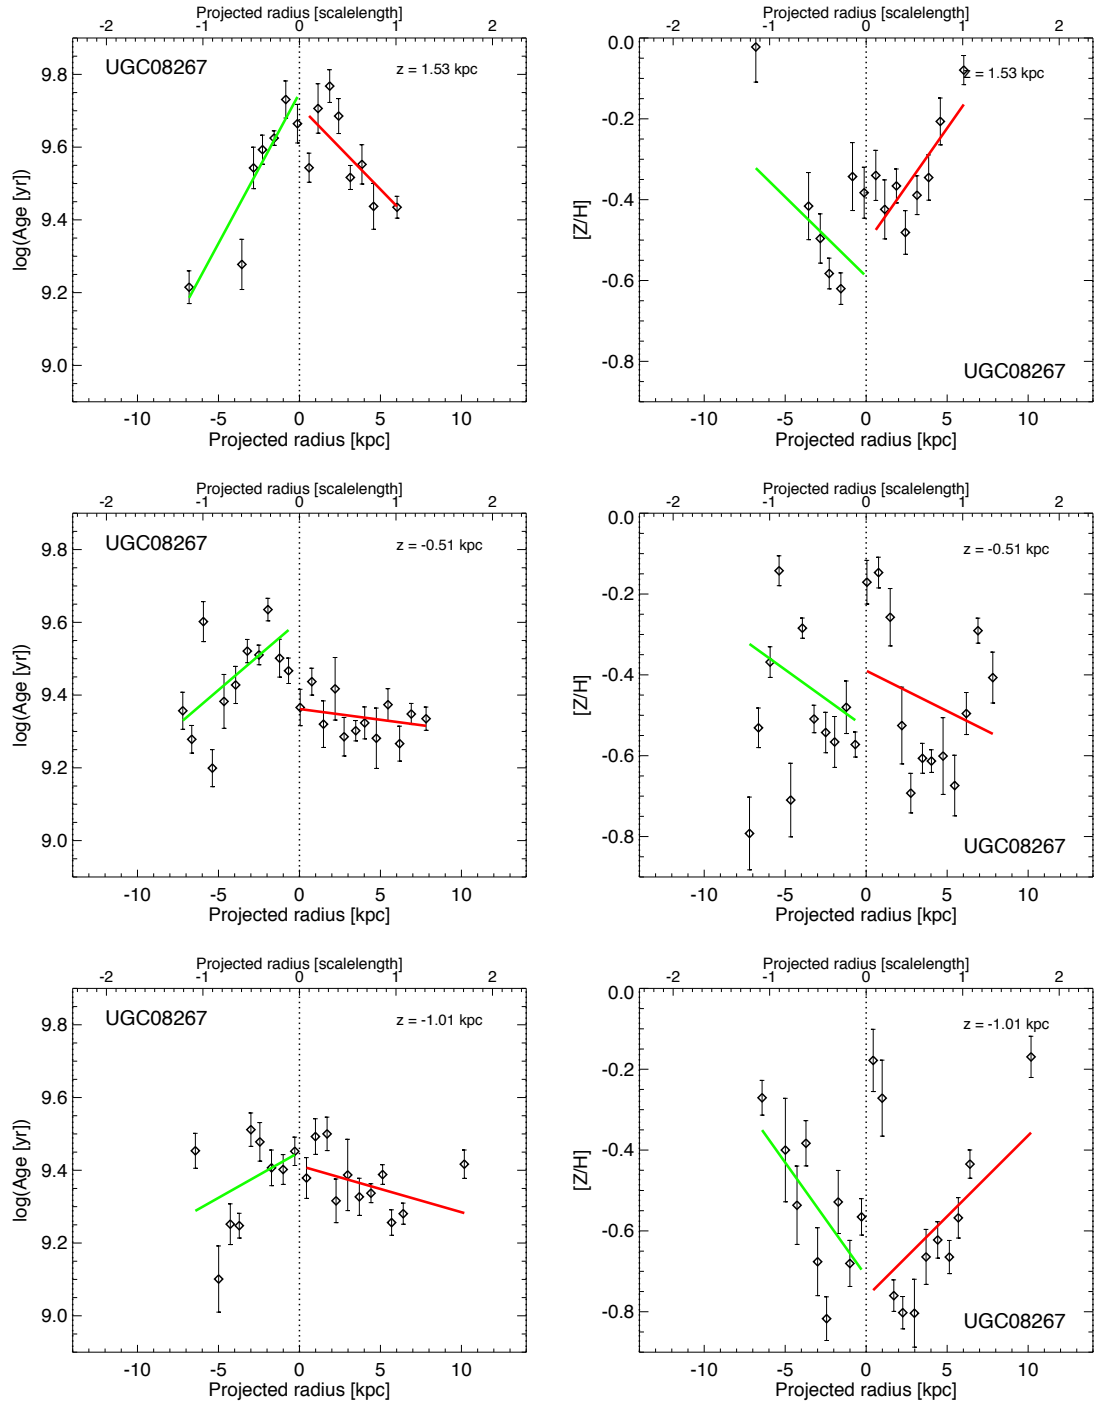 Projected radius [scalelength]
-2 -1 0 1 2
UGC08267
z = 1.53 kpc
log(Age [yr])
9.8
9.6
9.4
9.2
9.0
-10 -5 0 5 10
Projected radius [kpc]
Projected radius [scalelength]
-2 -1 0 1 2
z = 1.53 kpc
[Z/H]
0.0
-0.2
-0.4
-0.6
-0.8
UGC08267
-10 -5 0 5 10
Projected radius [kpc]
Projected radius [scalelength]
-2 -1 0 1 2
UGC08267
z = -0.51 kpc
log(Age [yr])
9.8
9.6
9.4
9.2
9.0
-10 -5 0 5 10
Projected radius [kpc]
Projected radius [scalelength]
-2 -1 0 1 2
z = -0.51 kpc
[Z/H]
0.0
-0.2
-0.4
-0.6
-0.8
UGC08267
-10 -5 0 5 10
Projected radius [kpc]
Projected radius [scalelength]
-2 -1 0 1 2
UGC08267
z = -1.01 kpc
log(Age [yr])
9.8
9.6
9.4
9.2
9.0
-10 -5 0 5 10
Projected radius [kpc]
Projected radius [scalelength]
-2 -1 0 1 2
z = -1.01 kpc
[Z/H]
0.0
-0.2
-0.4
-0.6
-0.8
UGC08267
-10 -5 0 5 10
Projected radius [kpc]